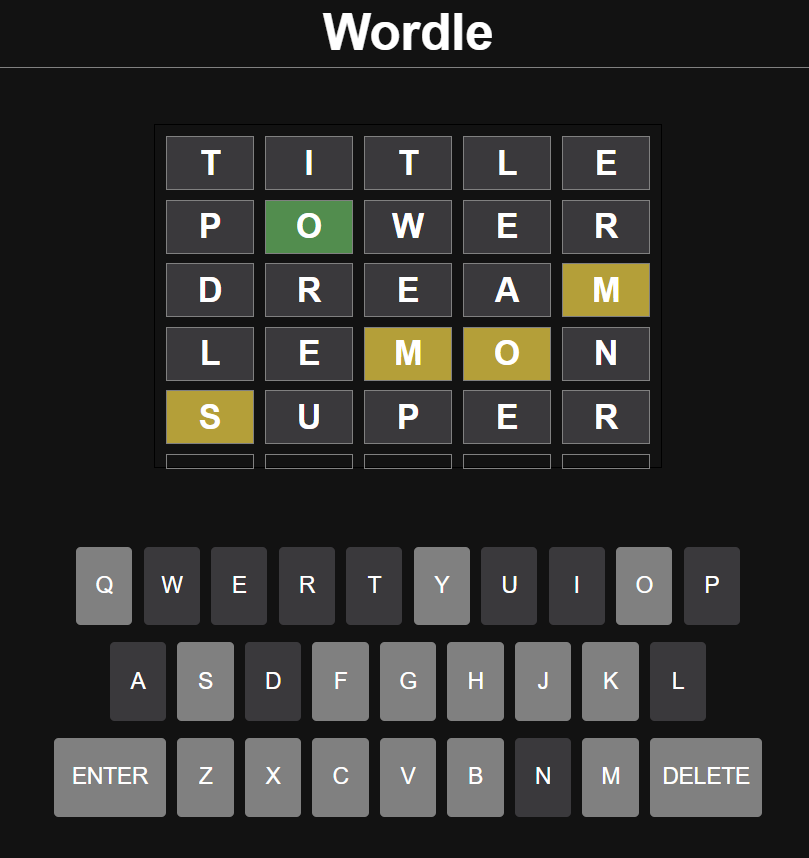 Wordle
T I T L E
P O W E R
D R E A M
L E M O N
S U P E R
Q W E R T Y U I O P
A S D F G H J K L
ENTER Z X C V B N M DELETE